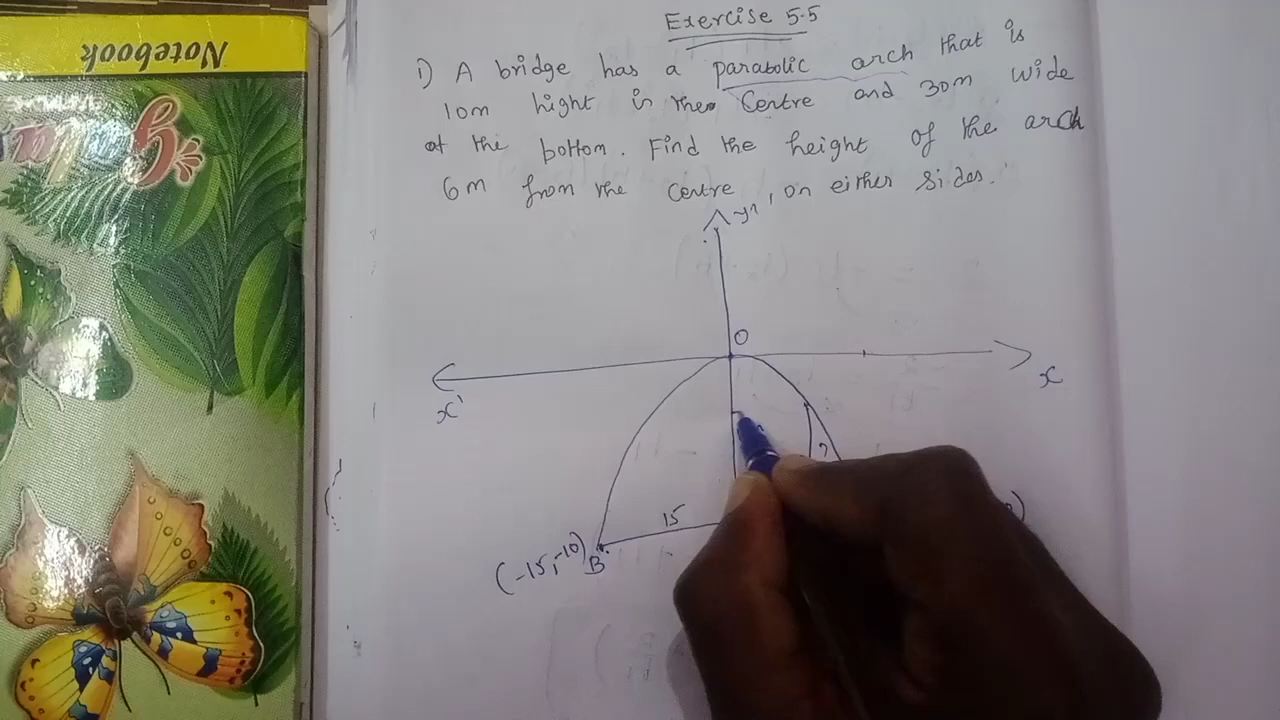 Notebook
Exercise 5.5
1) A bridge has a parabolic arch that is
10m hight in the Centre and 30m wide
at the bottom. Find the height of the arch
6m from the centre, on either sides.
y
O
x'
x
?
15
(-15,-10) B